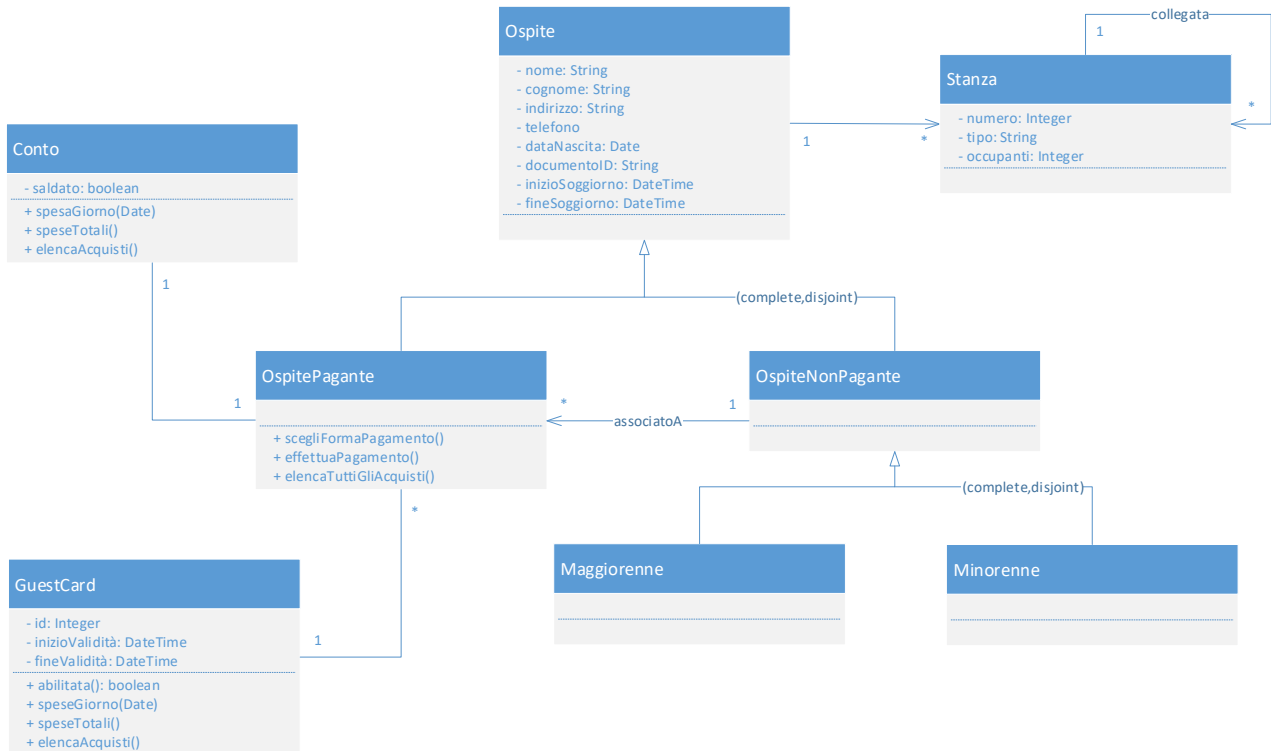 collegata
1
*
Ospite
- nome: String
- cognome: String
- indirizzo: String
- telefono
- dataNascita: Date
- documentoID: String
- inizioSoggiorno: DateTime
- fineSoggiorno: DateTime
1
*
Stanza
- numero: Integer
- tipo: String
- occupanti: Integer
Conto
- saldato: boolean
+ spesaGiorno(Date)
+ speseTotali()
+ elencaAcquisti()
1
1
(complete,disjoint)
OspitePagante
+ scegliFormaPagamento()
+ effettuaPagamento()
+ elencaTuttiGliAcquisti()
*
associatoA
1
OspiteNonPagante
(complete,disjoint)
Maggiorenne
Minorenne
*
1
GuestCard
- id: Integer
- inizioValidità: DateTime
- fineValidità: DateTime
+ abilitata(): boolean
+ speseGiorno(Date)
+ speseTotali()
+ elencaAcquisti()